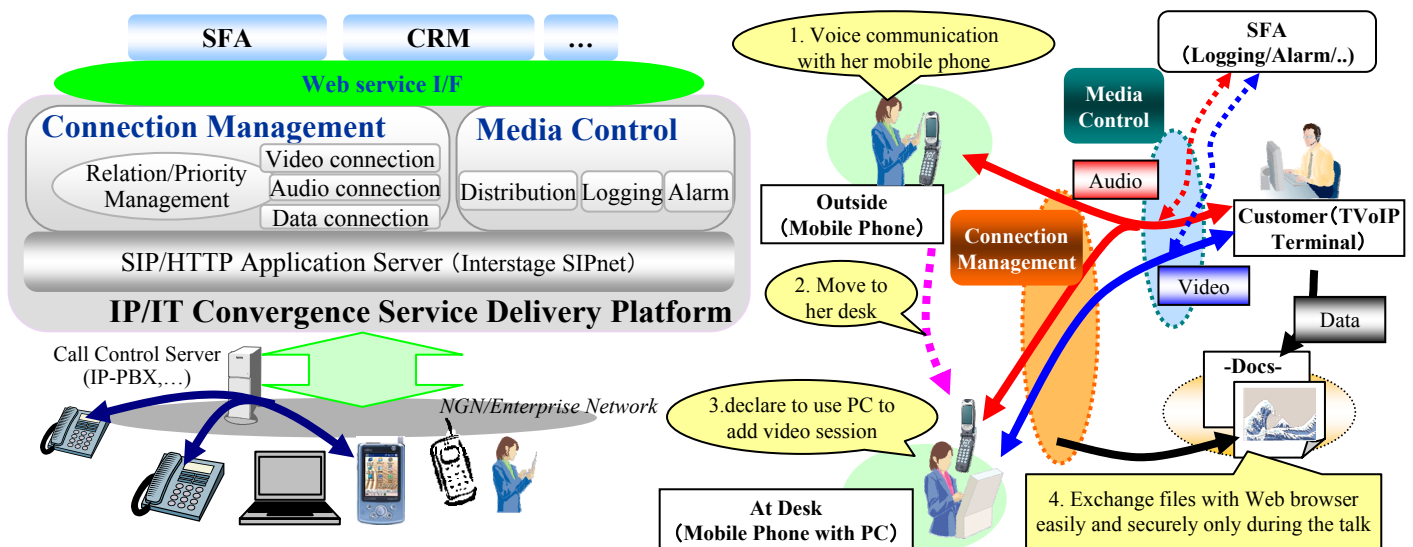 SFA
CRM
…
Web service I/F
Connection Management
Relation/Priority
Management
Video connection
Audio connection
Data connection
Media Control
Distribution
Logging
Alarm
SIP/HTTP Application Server（Interstage SIPnet）
IP/IT Convergence Service Delivery Platform
Call Control Server
(IP-PBX,…)
NGN/Enterprise Network
1. Voice communication
with her mobile phone
SFA
（Logging/Alarm/..）
Media
Control
Audio
Outside
（Mobile Phone）
Connection
Management
Customer（TVoIP
Terminal）
2. Move to
her desk
Video
Data
-Docs-
3.declare to use PC to
add video session
At Desk
（Mobile Phone with PC）
4. Exchange files with Web browser
easily and securely only during the talk